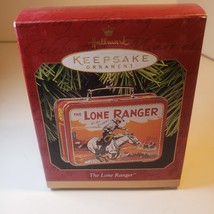 Hallmark
KEEPSAKE
ORNAMENT
THE LONE RANGER
The Lone Ranger